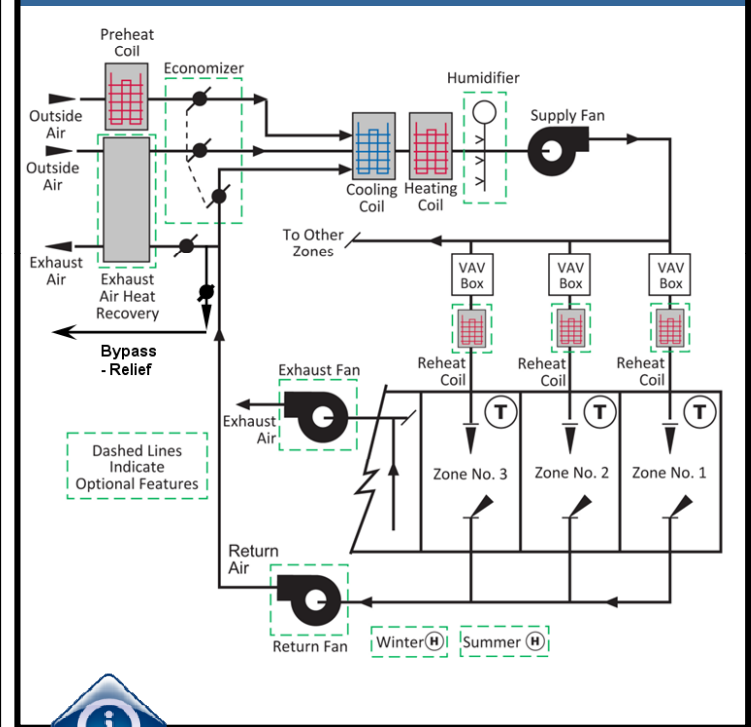 Preheat
Coil
Economizer
Humidifier
Outside
Air
Supply Fan
Outside
Air
Cooling
Coil
Heating
Coil
To Other
Zones
Exhaust
Air
Exhaust
Air Heat
Recovery
VAV
Box
VAV
Box
VAV
Box
Bypass
- Relief
Reheat
Coil
Reheat
Coil
Reheat
Coil
Exhaust Fan
Exhaust
Air
T
T
T
Dashed Lines
Indicate
Optional Features
Zone No. 3
Zone No. 2
Zone No. 1
Return
Air
Return Fan
Winter H
Summer H
i